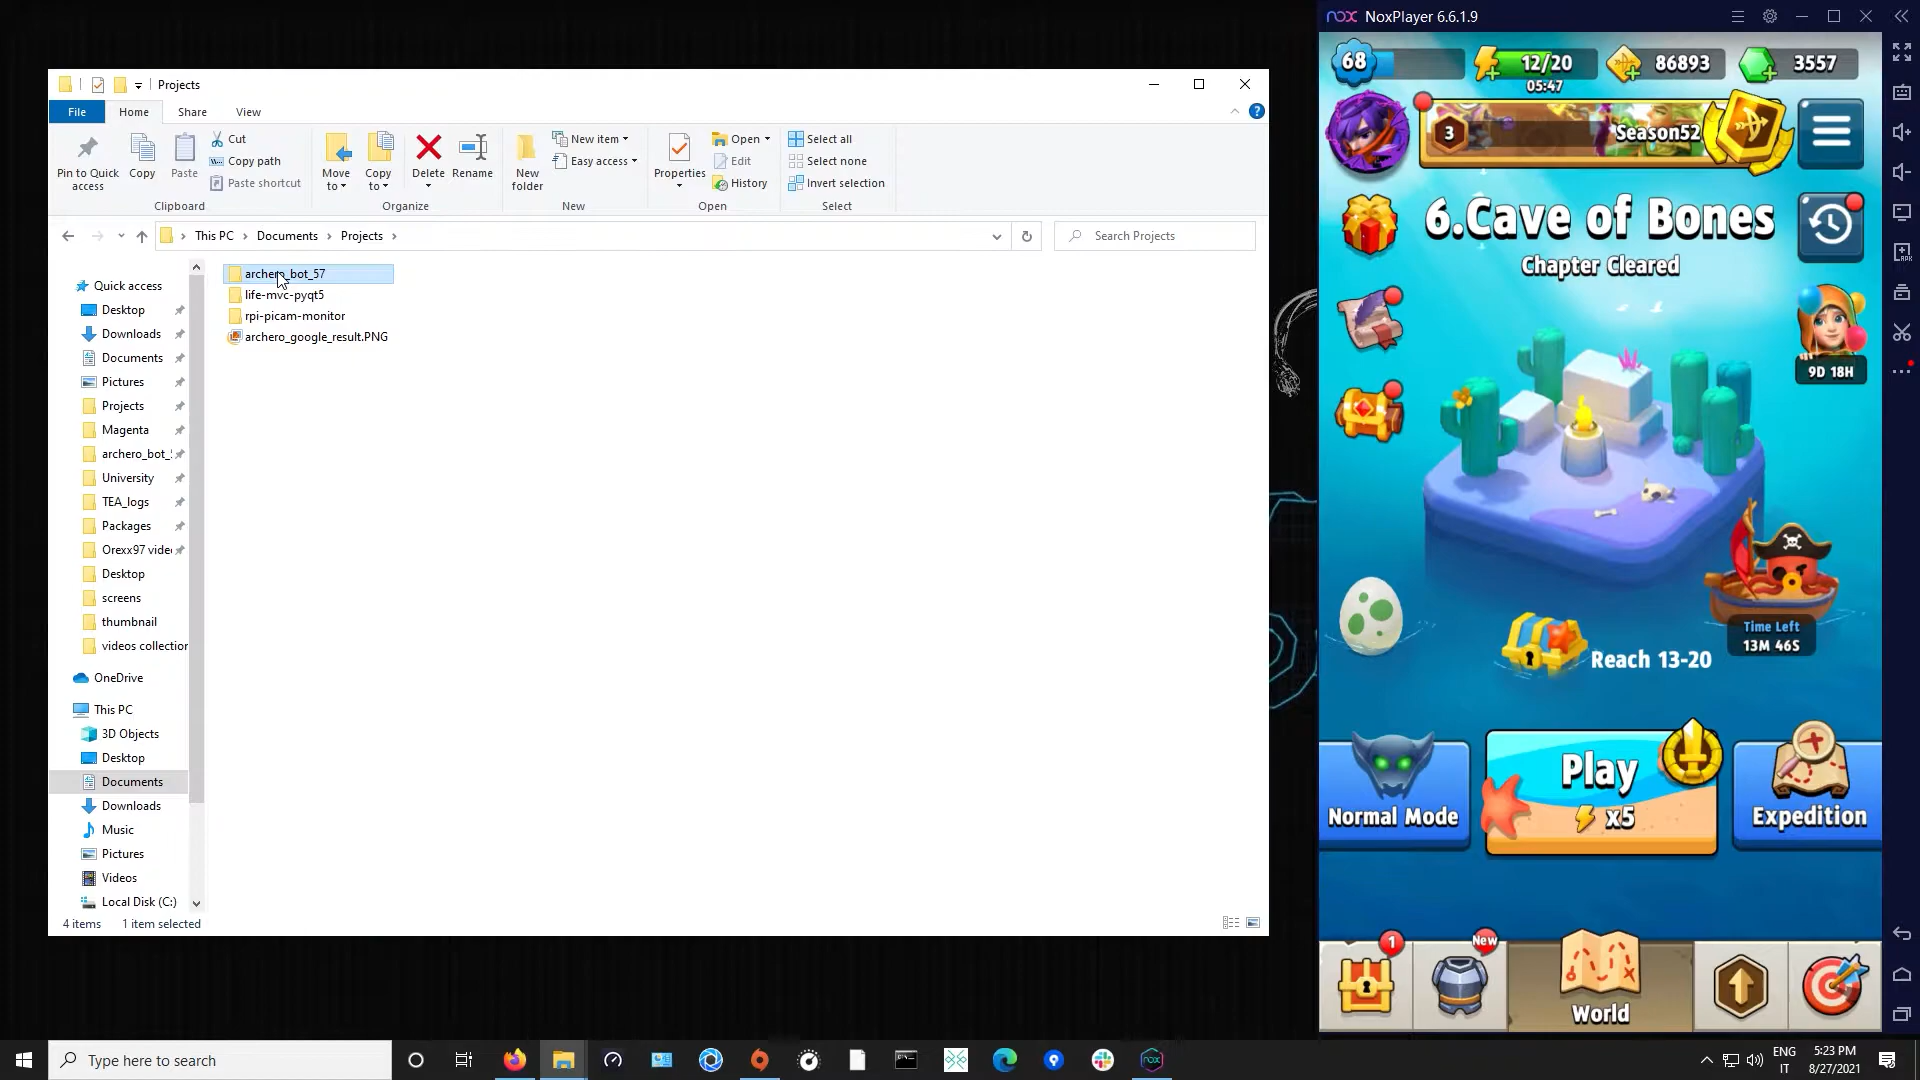 Projects
File
Home
Share
View
Pin to Quick
access
Copy
Paste
Cut
Copy path
Paste shortcut
Clipboard
Move
to
Copy
to
Delete
Rename
Organize
New
folder
New item
Easy access
New
Properties
Open
Edit
History
Open
Select all
Select none
Invert selection
Select
This PC
Documents
Projects
Search Projects
Quick access
Desktop
Downloads
Documents
Pictures
Projects
Magenta
archero_bot_5
University
TEA_logs
Packages
Orexx97 vide
Desktop
screens
thumbnail
videos collection
OneDrive
This PC
3D Objects
Desktop
Documents
Downloads
Music
Pictures
Videos
Local Disk (C:)
archero_bot_57
life-mvc-pyqt5
rpi-picam-monitor
archero_google_result.PNG
4 items
1 item selected
nox NoxPlayer 6.6.1.9
68
12/20
05:47
86893
3557
3
Season52
6.Cave of Bones
Chapter Cleared
9D 18H
Time Left
13M 46S
Reach 13-20
Normal Mode
Play
x5
Expedition
1
New
World
Type here to search
nox
ENG
IT
5:23 PM
8/27/2021